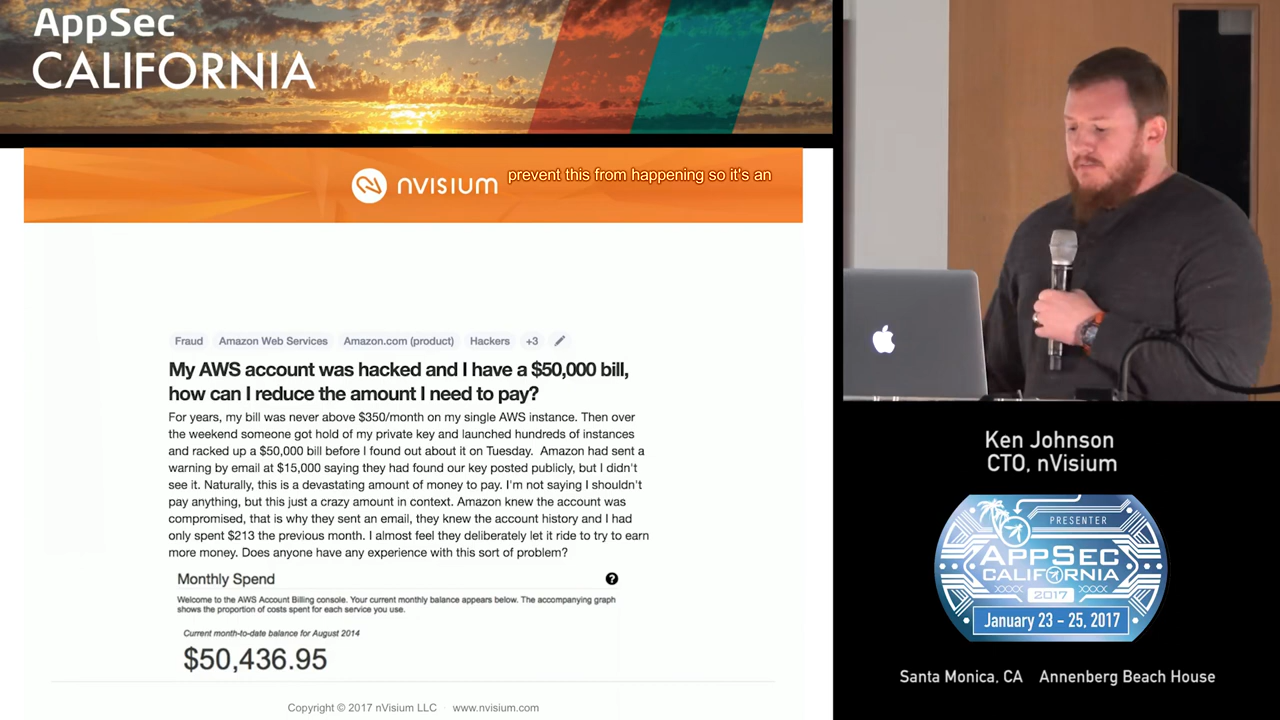 AppSec
CALIFORNIA
nvisium
prevent this from happening so it's an
Fraud Amazon Web Services Amazon.com (product) Hackers +3
My AWS account was hacked and I have a $50,000 bill,
how can I reduce the amount I need to pay?
For years, my bill was never above $350/month on my single AWS instance. Then over
the weekend someone got hold of my private key and launched hundreds of instances
and racked up a $50,000 bill before I found out about it on Tuesday. Amazon had sent a
warning by email at $15,000 saying they had found our key posted publicly, but I didn't
see it. Naturally, this is a devastating amount of money to pay. I'm not saying I shouldn't
pay anything, but this just a crazy amount in context. Amazon knew the account was
compromised, that is why they sent an email, they knew the account history and I had
only spent $213 the previous month. I almost feel they deliberately let it ride to try to earn
more money. Does anyone have any experience with this sort of problem?
Monthly Spend ?
Welcome to the AWS Account Billing console. Your current monthly balance appears below. The accompanying graph
shows the proportion of costs spent for each service you use.
Current month-to-date balance for August 2014
$50,436.95
Copyright © 2017 nVisium LLC · www.nvisium.com
Ken Johnson
CTO, nVisium
PRESENTER
APPSEC
CALIFORNIA
XXXX 2017 XXXX
January 23 - 25, 2017
Santa Monica, CA Annenberg Beach House